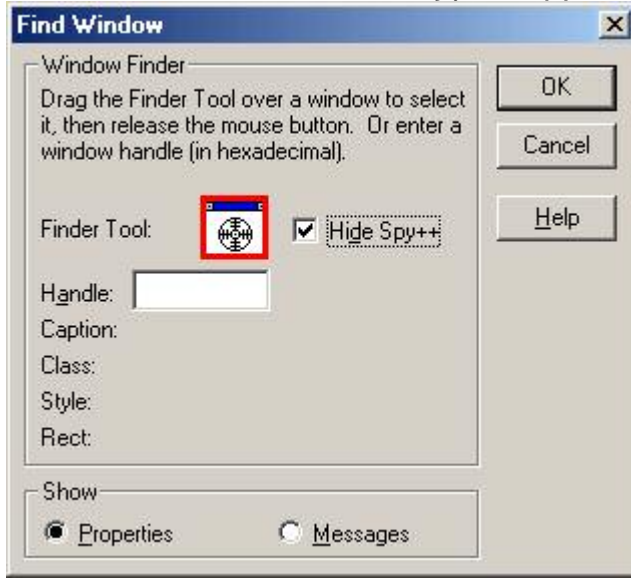 Find Window
Window Finder
Drag the Finder Tool over a window to select
it, then release the mouse button. Or enter a
window handle (in hexadecimal).
OK
Cancel
Help
Finder Tool:
Hide Spy++
Handle:
Caption:
Class:
Style:
Rect:
Show
Properties
Messages